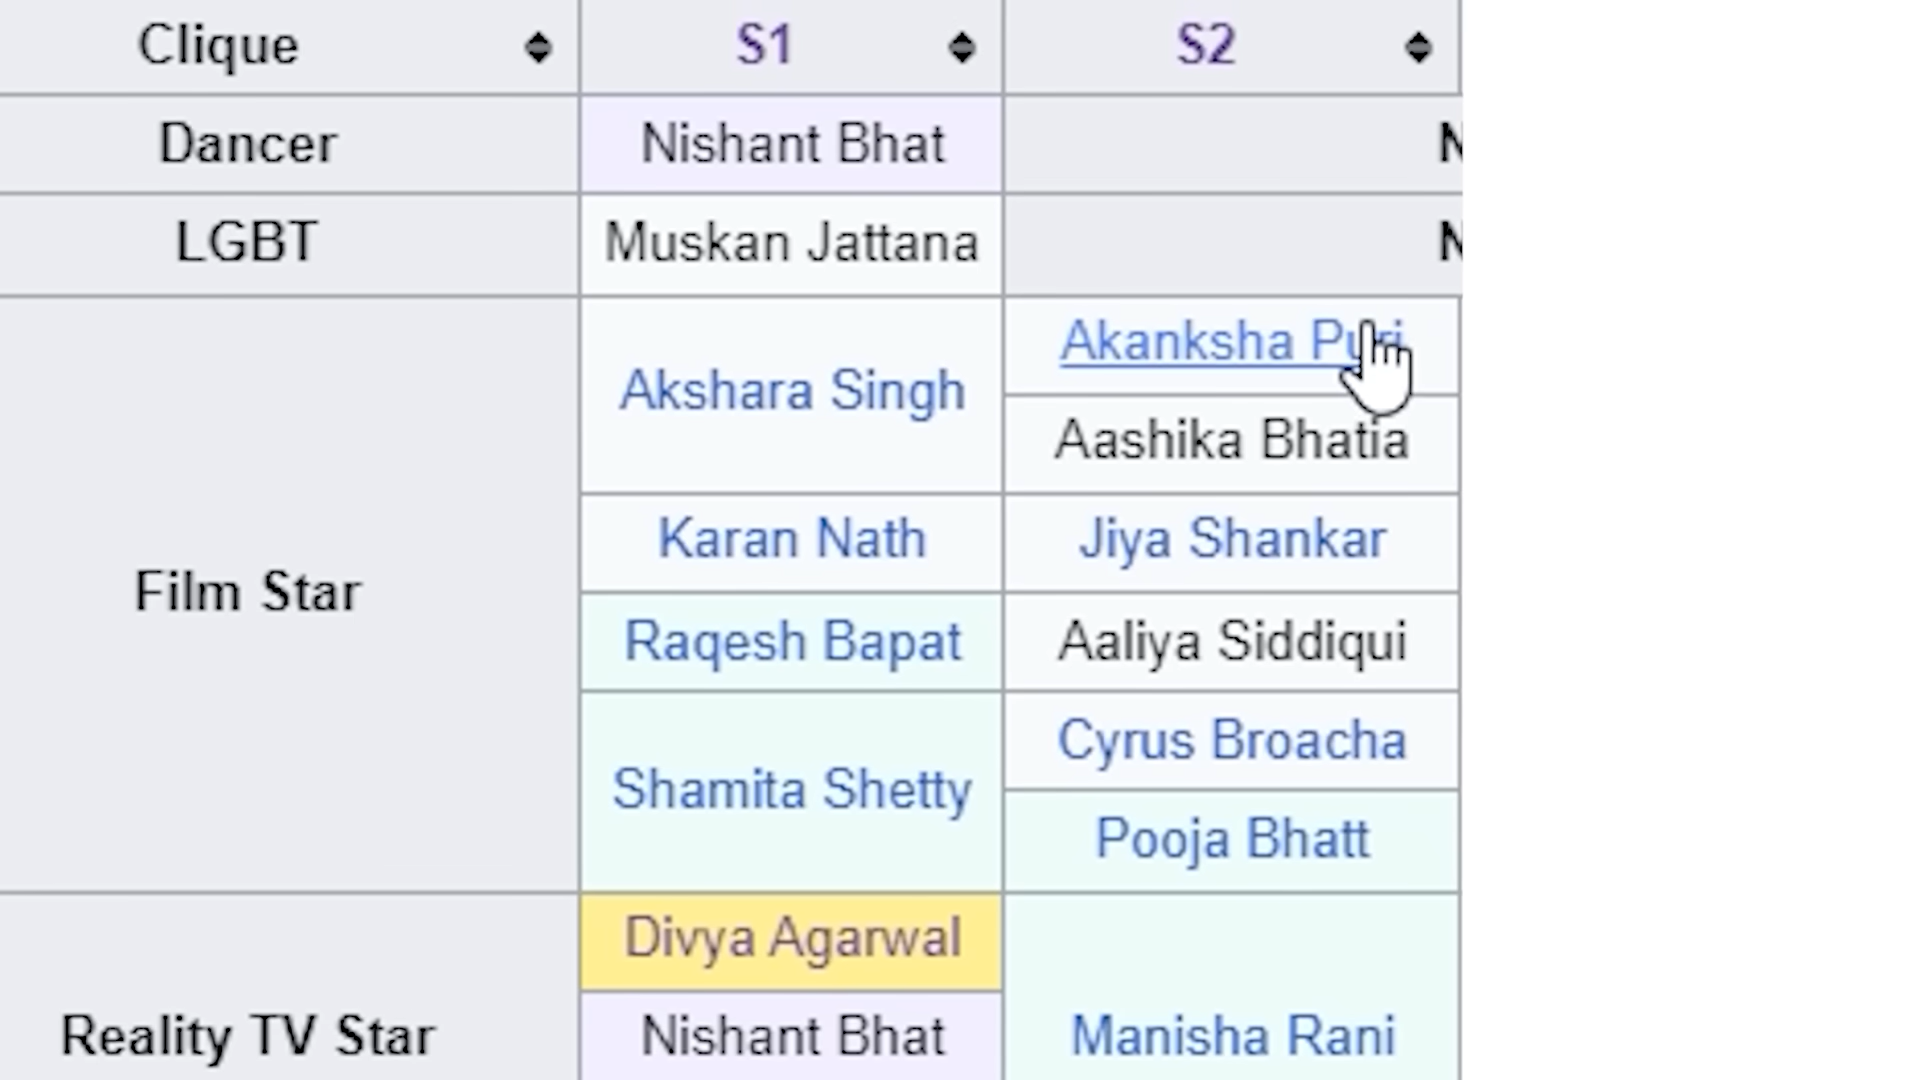 Clique S1 S2
Dancer Nishant Bhat N
LGBT Muskan Jattana N
Film Star Akshara Singh Akanksha Puri
Aashika Bhatia
Karan Nath Jiya Shankar
Raqesh Bapat Aaliya Siddiqui
Shamita Shetty Cyrus Broacha
Pooja Bhatt
Reality TV Star Divya Agarwal Manisha Rani
Nishant Bhat